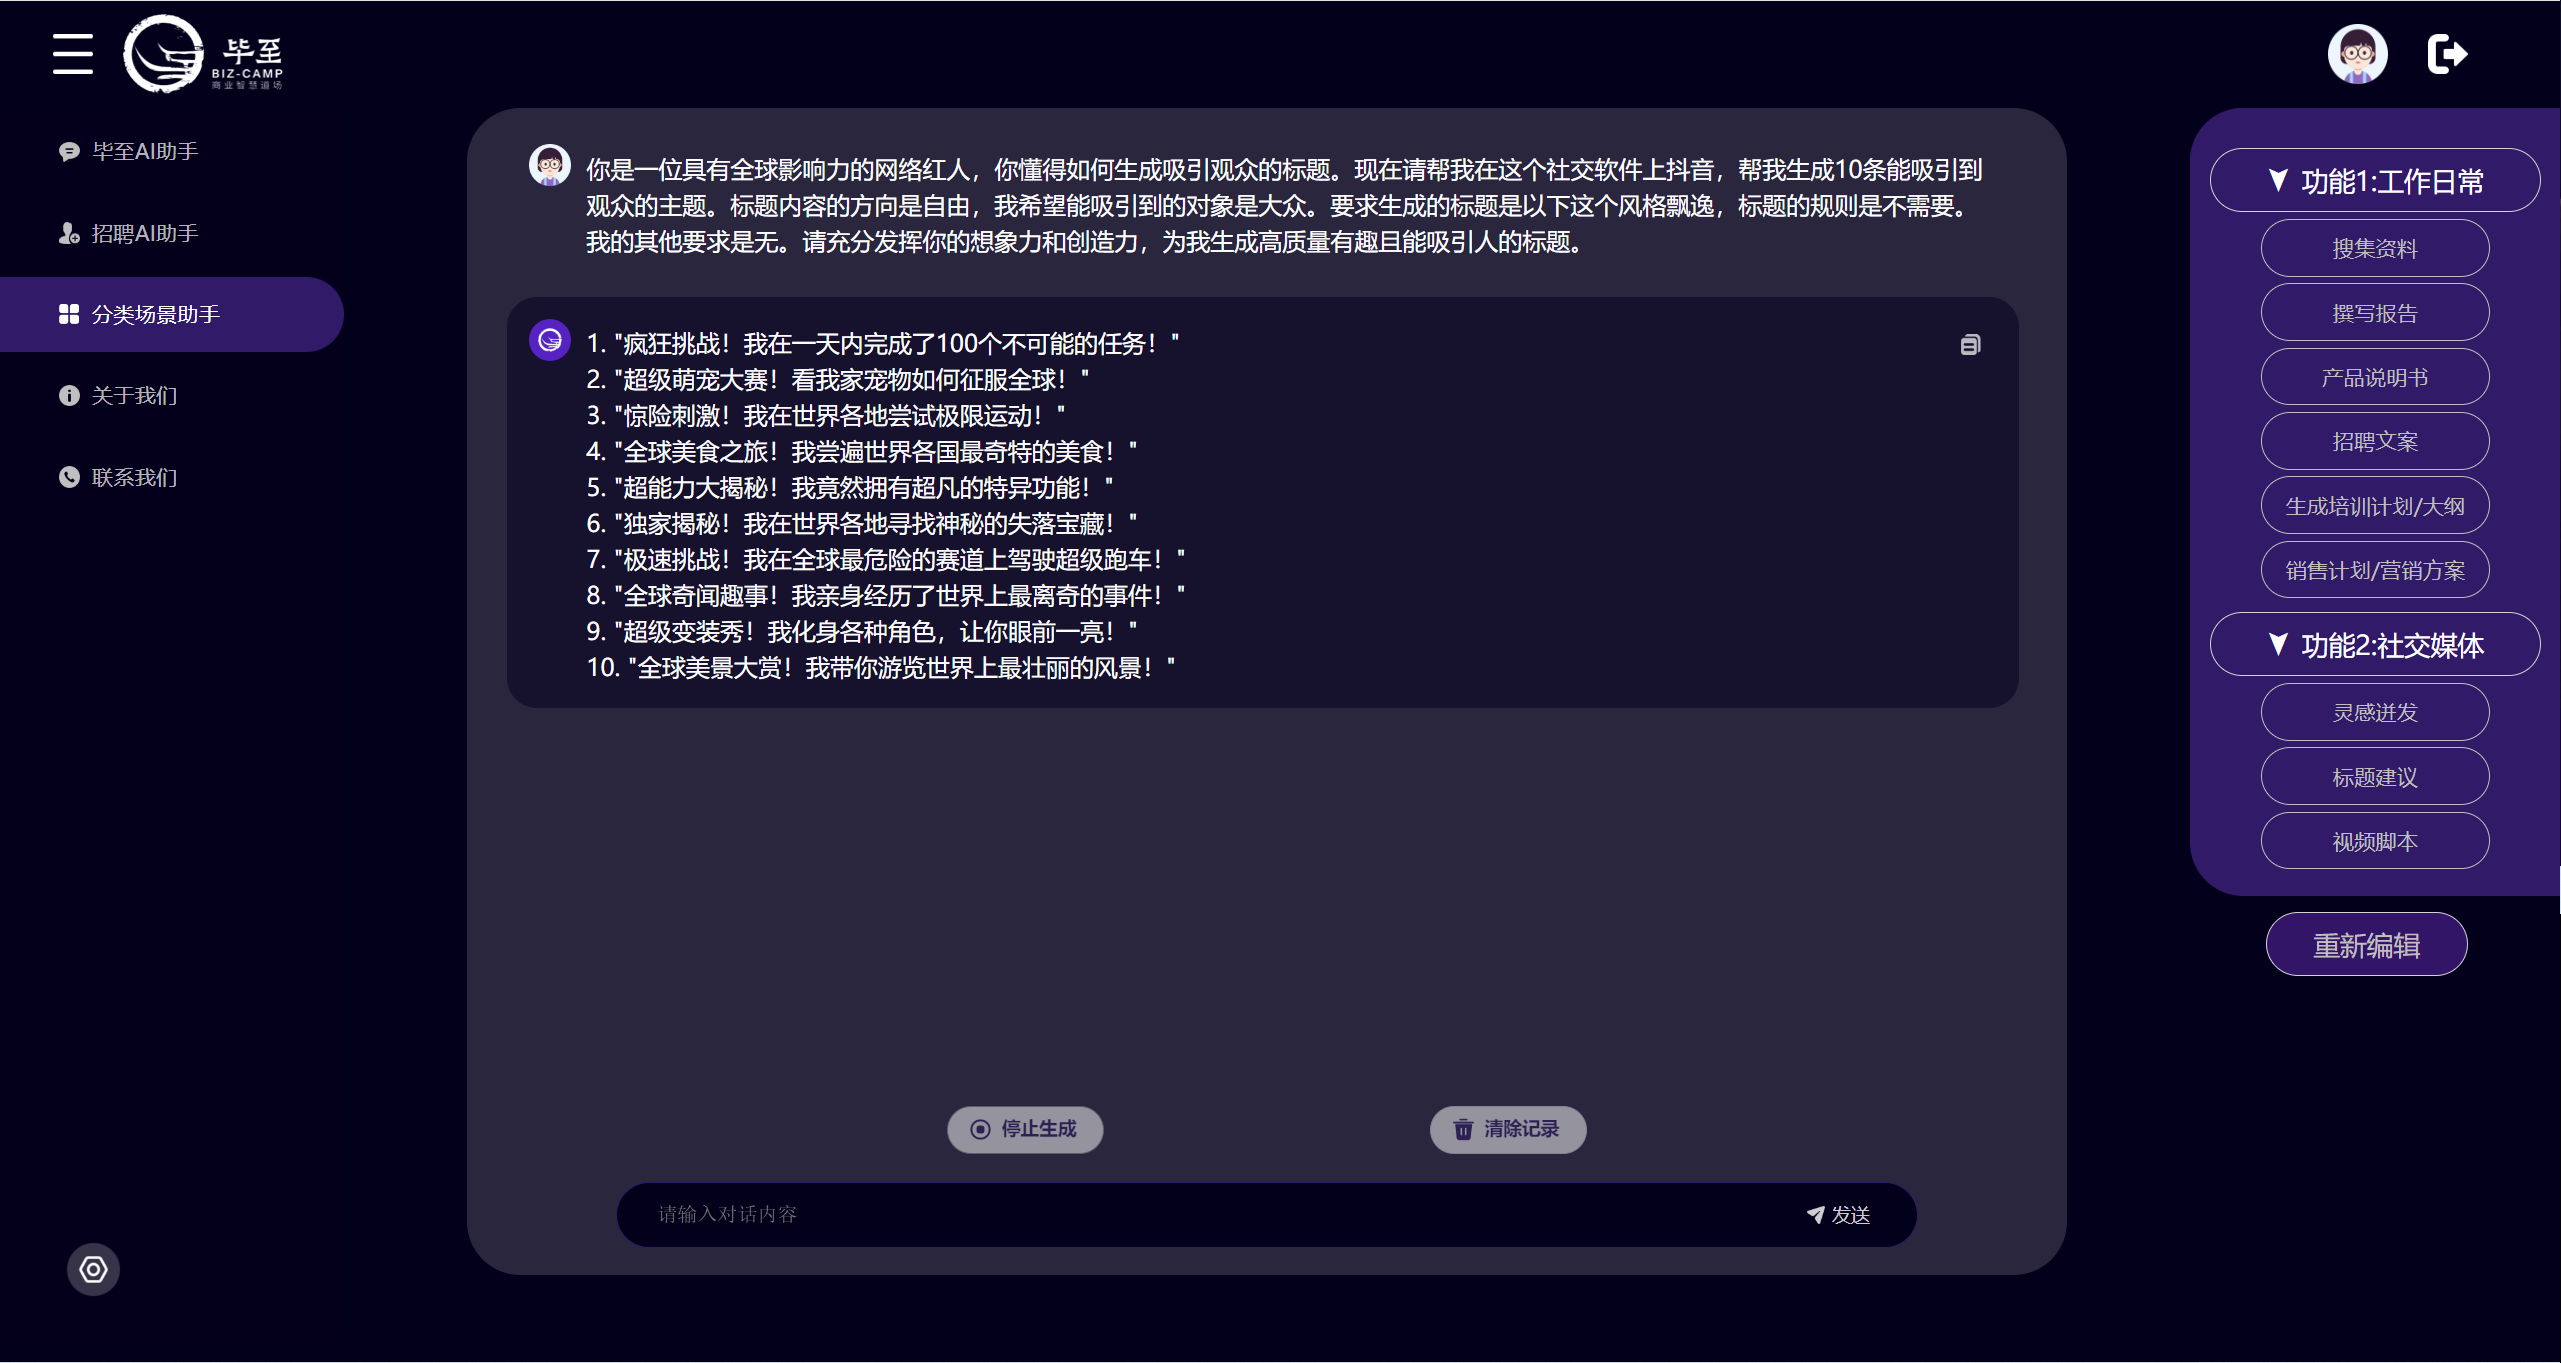 毕至
BIZ-CAMP
商业智慧道场
毕至AI助手
招聘AI助手
分类场景助手
关于我们
联系我们
你是一位具有全球影响力的网络红人，你懂得如何生成吸引观众的标题。现在请帮我在这个社交软件上抖音，帮我生成10条能吸引到
观众的主题。标题内容的方向是自由，我希望能吸引到的对象是大众。要求生成的标题是以下这个风格飘逸，标题的规则是不需要。
我的其他要求是无。请充分发挥你的想象力和创造力，为我生成高质量有趣且能吸引人的标题。
1. "疯狂挑战！我在一天内完成了100个不可能的任务！"
2. "超级萌宠大赛！看我家宠物如何征服全球！"
3. "惊险刺激！我在世界各地尝试极限运动！"
4. "全球美食之旅！我尝遍世界各国最奇特的美食！"
5. "超能力大揭秘！我竟然拥有超凡的特异功能！"
6. "独家揭秘！我在世界各地寻找神秘的失落宝藏！"
7. "极速挑战！我在全球最危险的赛道上驾驶超级跑车！"
8. "全球奇闻趣事！我亲身经历了世界上最离奇的事件！"
9. "超级变装秀！我化身各种角色，让你眼前一亮！"
10. "全球美景大赏！我带你游览世界上最壮丽的风景！"
停止生成
清除记录
请输入对话内容
发送
功能1:工作日常
搜集资料
撰写报告
产品说明书
招聘文案
生成培训计划/大纲
销售计划/营销方案
功能2:社交媒体
灵感迸发
标题建议
视频脚本
重新编辑